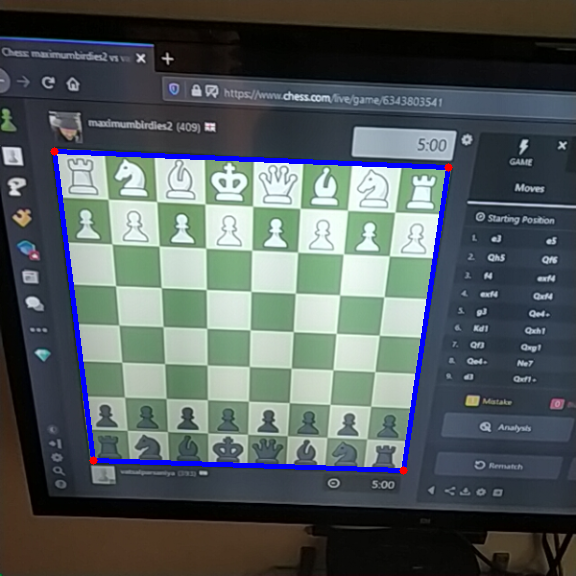 Chess: maximumbirdies2 vs
https://www.chess.com/live/game/6343803541
maximumbirdies2 (409)
5:00
GAME
Moves
Starting Position
1. e3 e5
2. Qh5 Qf6
3. f4 exf4
4. exf4 Qxf4
5. g3 Qe4+
6. Kd1 Qxh1
7. Qf3 Qxg1
8. Qe4+ Ne7
9. d3 Qxf1+
Mistake
Analysis
Rematch
5:00